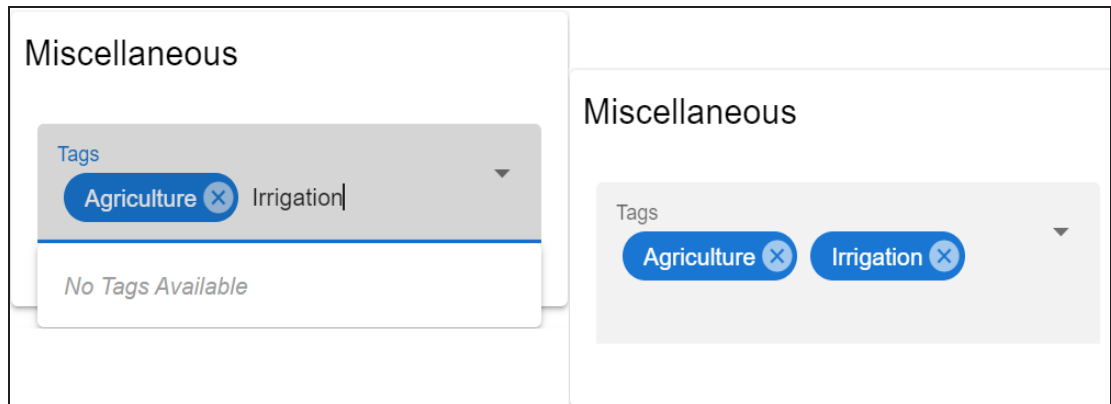 Miscellaneous
Tags
Agriculture Irrigation
No Tags Available
Miscellaneous
Tags
Agriculture Irrigation